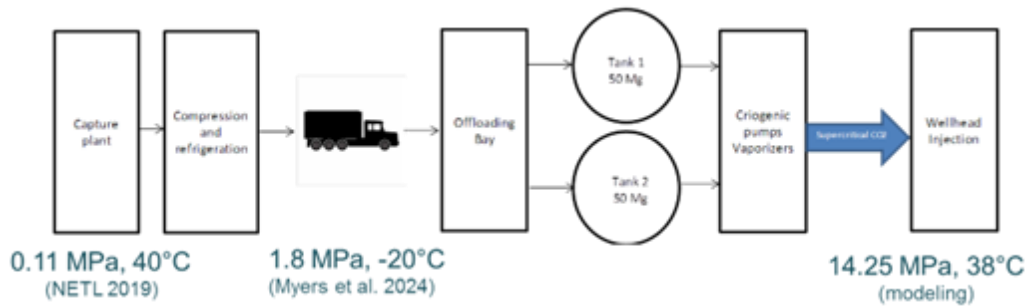 Capture
plant
Compression
and
refrigeration
Offloading
Bay
Tank 1
50 Mg
Tank 2
50 Mg
Criogenic
pumps
Vaporizers
Supercritical CO2
Wellhead
Injection
0.11 MPa, 40°C
(NETL 2019)
1.8 MPa, -20°C
(Myers et al. 2024)
14.25 MPa, 38°C
(modeling)